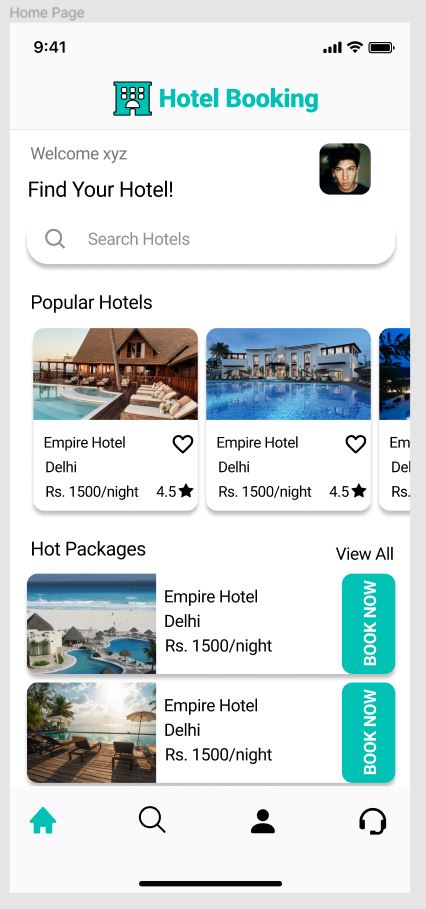 Home Page
9:41
Hotel Booking
Welcome xyz
Find Your Hotel!
Search Hotels
Popular Hotels
Empire Hotel
Delhi
Rs. 1500/night 4.5
Empire Hotel
Delhi
Rs. 1500/night 4.5
Em
Del
Rs.
Hot Packages
View All
Empire Hotel
Delhi
Rs. 1500/night
BOOK NOW
Empire Hotel
Delhi
Rs. 1500/night
BOOK NOW